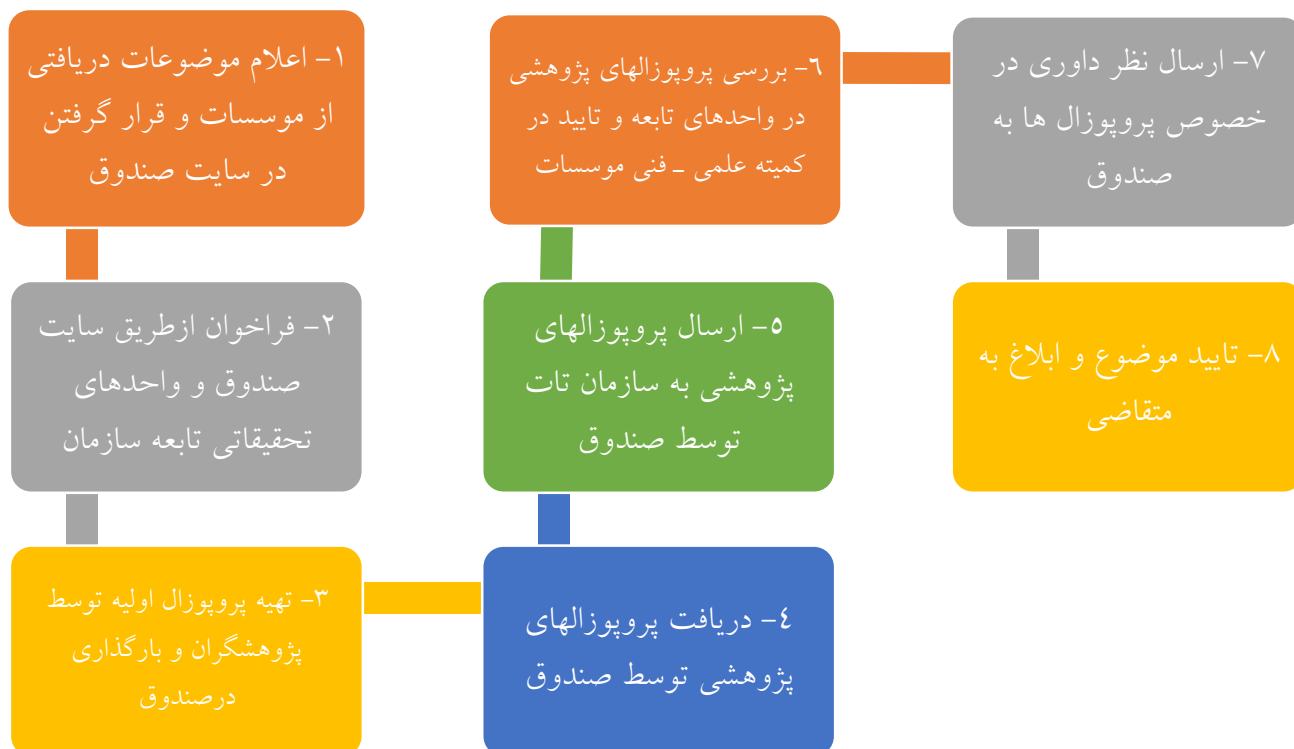 ۱- اعلام موضوعات دریافتی
از موسسات و قرار گرفتن
در سایت صندوق
۲- فراخوان ازطریق سایت
صندوق و واحدهای
تحقیقاتی تابعه سازمان
۳- تهیه پروپوزال اولیه توسط
پژوهشگران و بارگذاری
درصندوق
٤- دریافت پروپوزالهای
پژوهشی توسط صندوق
٥- ارسال پروپوزالهای
پژوهشی به سازمان تات
توسط صندوق
٦- بررسی پروپوزالهای پژوهشی
در واحدهای تابعه و تایید در
کمیته علمی ـ فنی موسسات
۷- ارسال نظر داوری در
خصوص پروپوزال ها به
صندوق
۸- تایید موضوع و ابلاغ به
متقاضی